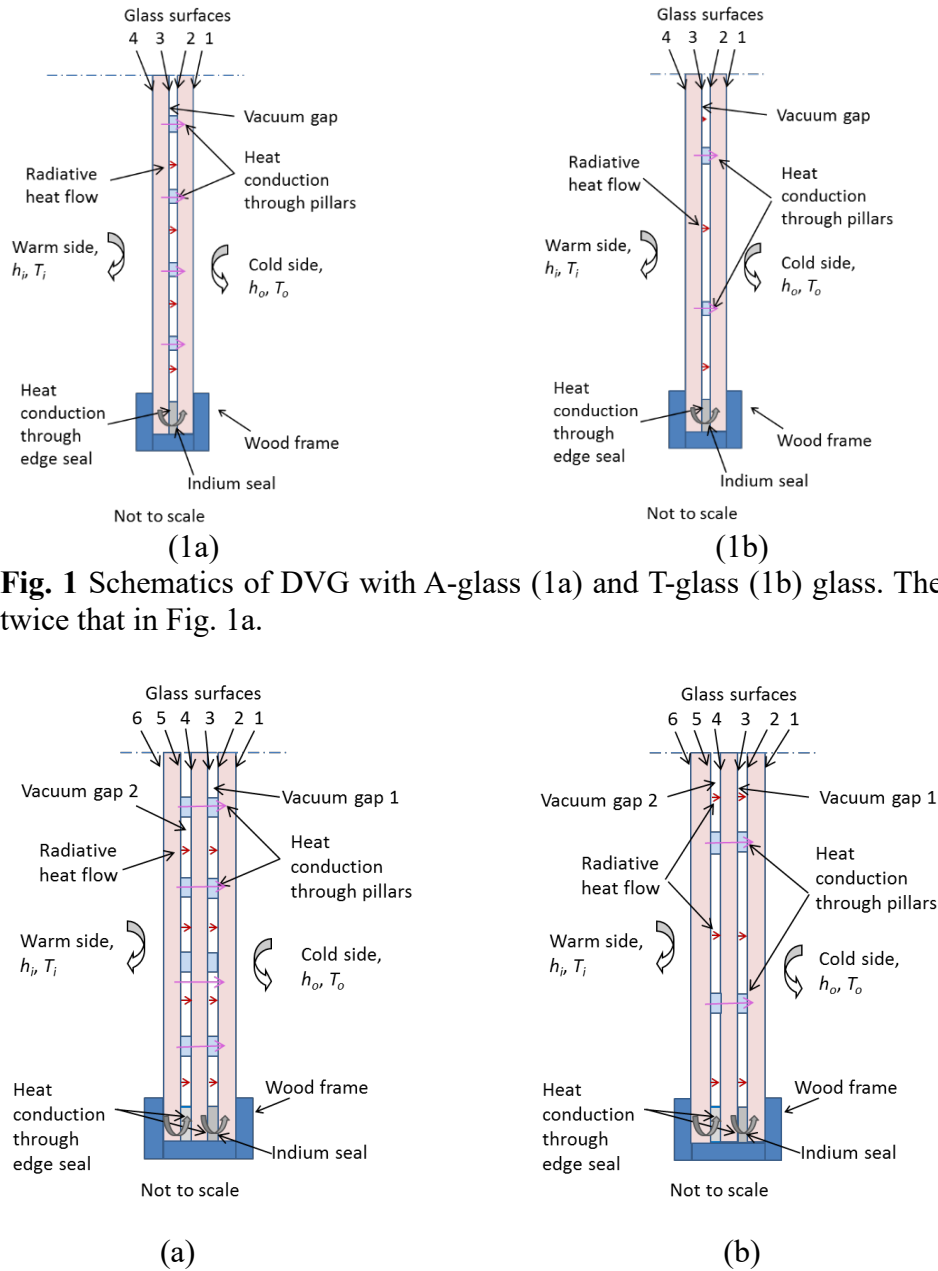 Glass surfaces
4 3 2 1
Vacuum gap
Radiative
heat flow
Heat
conduction
through pillars
Warm side,
hi, Ti
Cold side,
ho, To
Heat
conduction
through
edge seal
Wood frame
Indium seal
Not to scale
(1a)
Glass surfaces
4 3 2 1
Vacuum gap
Radiative
heat flow
Heat
conduction
through pillars
Warm side,
hi, Ti
Cold side,
ho, To
Heat
conduction
through
edge seal
Wood frame
Indium seal
Not to scale
(1b)
Fig. 1 Schematics of DVG with A-glass (1a) and T-glass (1b) glass. The
twice that in Fig. 1a.
Glass surfaces
6 5 4 3 2 1
Vacuum gap 2
Vacuum gap 1
Radiative
heat flow
Heat
conduction
through pillars
Warm side,
hi, Ti
Cold side,
ho, To
Heat
conduction
through
edge seal
Wood frame
Indium seal
Not to scale
(a)
Glass surfaces
6 5 4 3 2 1
Vacuum gap 2
Vacuum gap 1
Radiative
heat flow
Heat
conduction
through pillars
Warm side,
hi, Ti
Cold side,
ho, To
Heat
conduction
through
edge seal
Wood frame
Indium seal
Not to scale
(b)